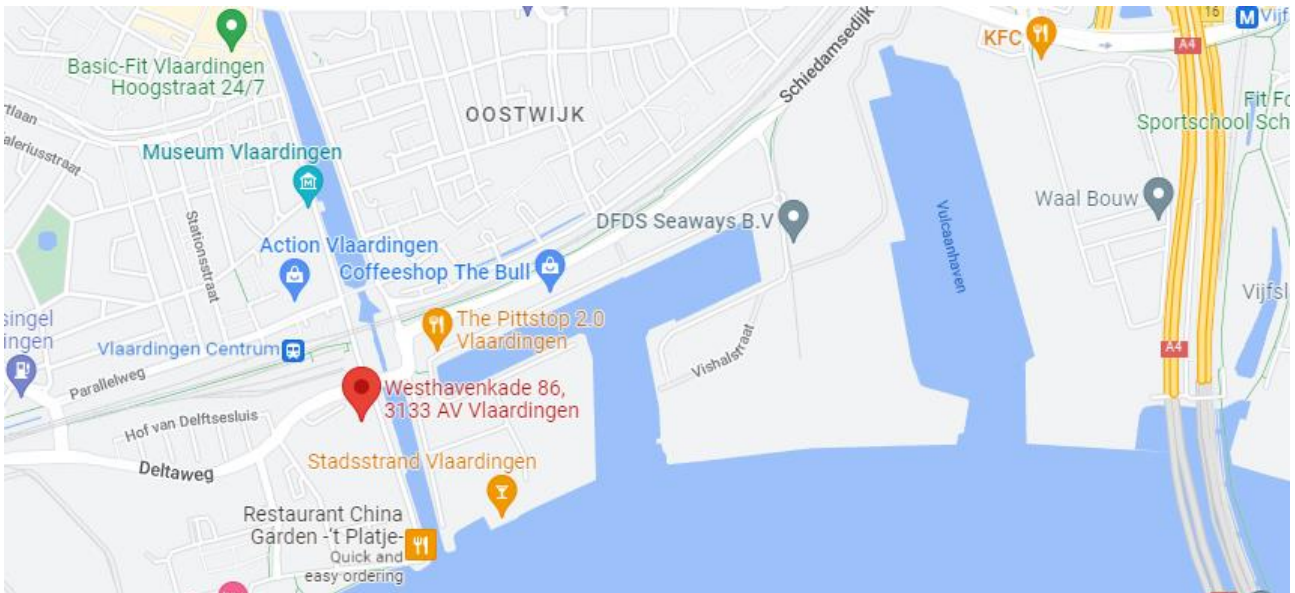 16
Vijfs
KFC
A4
Basic-Fit Vlaardingen
Hoogstraat 24/7
Schiedamsedijk
Fit Fo
Sportschool Sch
OOSTWIJK
rtlaan
aleriusstraat
Museum Vlaardingen
Waal Bouw
Stationsstraat
DFDS Seaways B.V
Vulcaanhaven
Action Vlaardingen
Coffeeshop The Bull
Vijfsl
singel
ingen
The Pittstop 2.0
Vlaardingen
Vlaardingen Centrum
A4
Vishalstraat
Parallelweg
Westhavenkade 86,
3133 AV Vlaardingen
Hof van Delftsesluis
Deltaweg
Stadsstrand Vlaardingen
Restaurant China
Garden -'t Platje-
Quick and
easy ordering